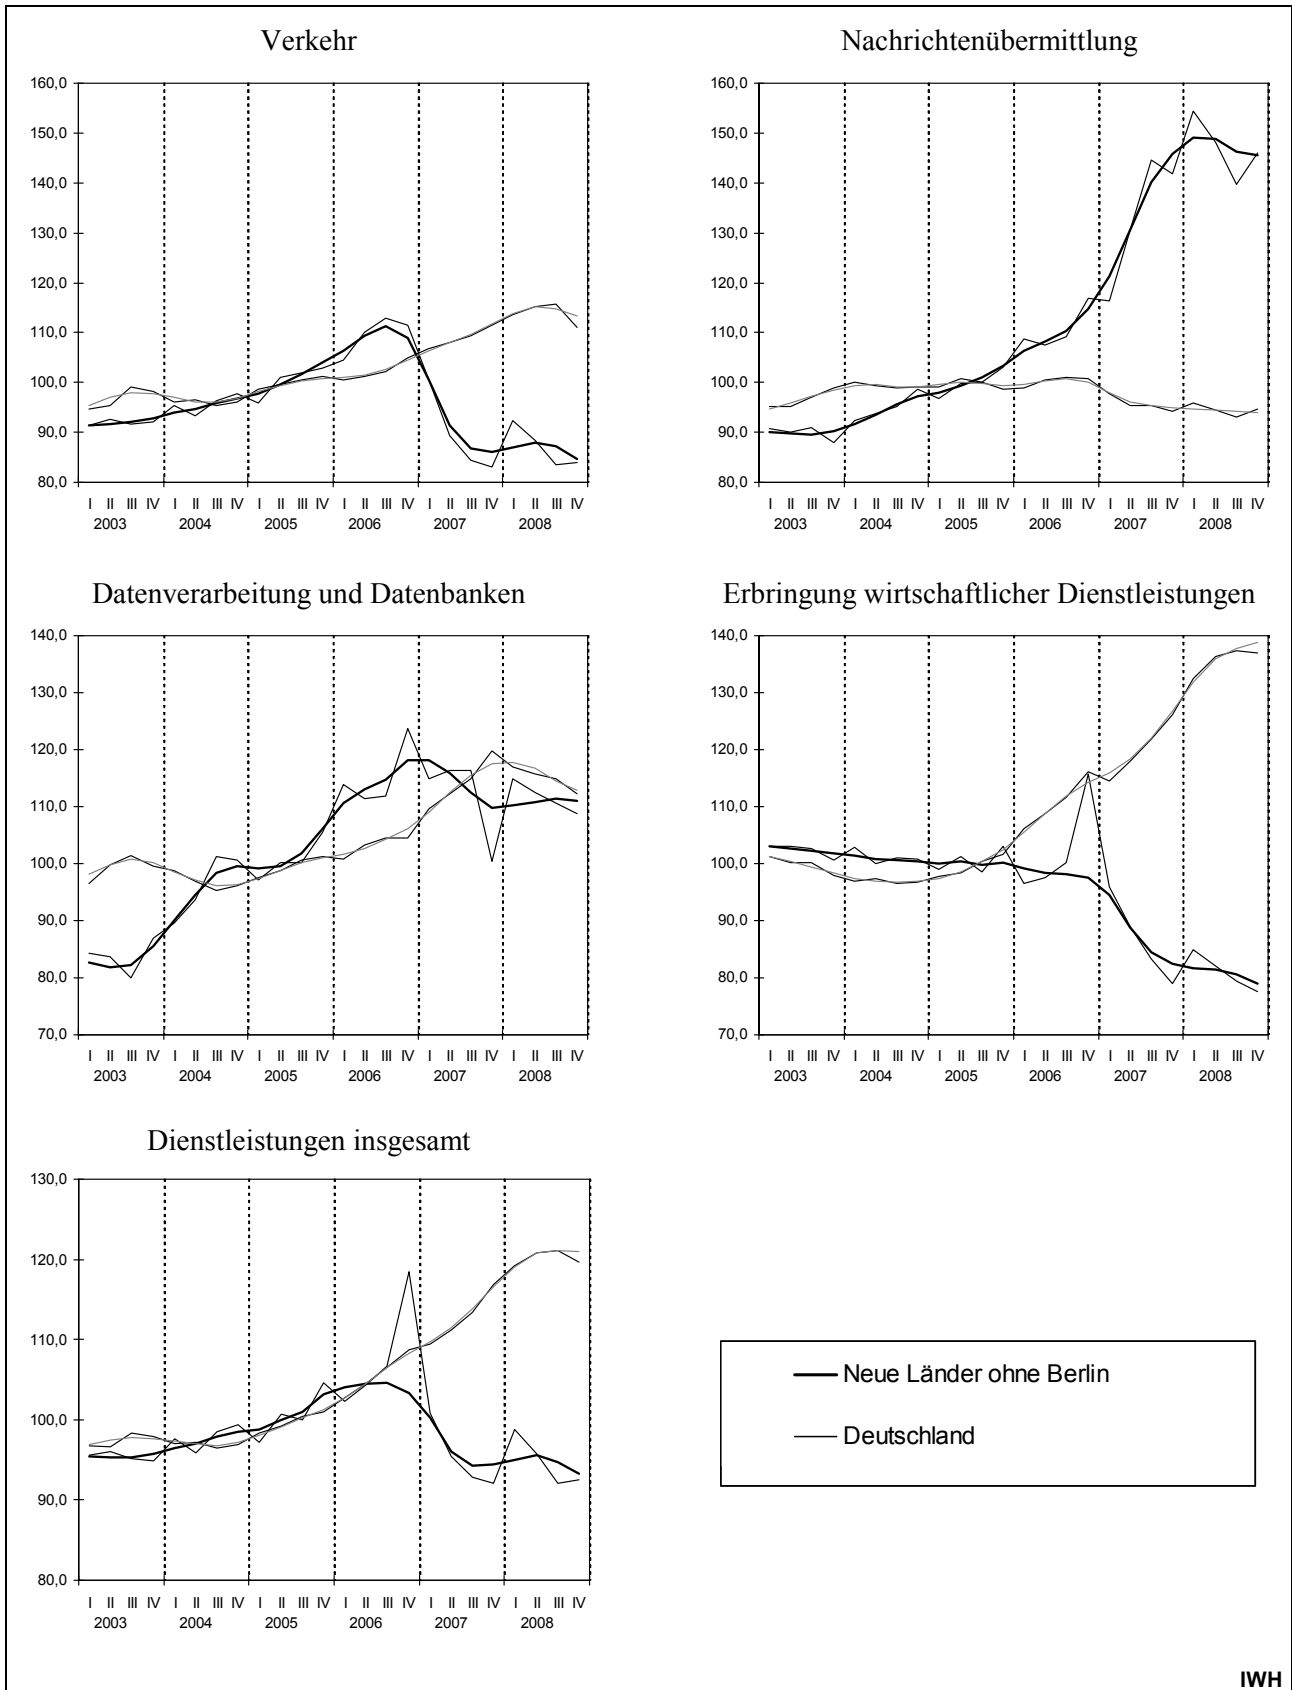 Verkehr
160,0
150,0
140,0
130,0
120,0
110,0
100,0
90,0
80,0
I II III IV I II III IV I II III IV I II III IV I II III IV I II III IV
2003 2004 2005 2006 2007 2008
Nachrichtenübermittlung
160,0
150,0
140,0
130,0
120,0
110,0
100,0
90,0
80,0
I II III IV I II III IV I II III IV I II III IV I II III IV I II III IV
2003 2004 2005 2006 2007 2008
Datenverarbeitung und Datenbanken
140,0
130,0
120,0
110,0
100,0
90,0
80,0
70,0
I II III IV I II III IV I II III IV I II III IV I II III IV I II III IV
2003 2004 2005 2006 2007 2008
Erbringung wirtschaftlicher Dienstleistungen
140,0
130,0
120,0
110,0
100,0
90,0
80,0
70,0
I II III IV I II III IV I II III IV I II III IV I II III IV I II III IV
2003 2004 2005 2006 2007 2008
Dienstleistungen insgesamt
130,0
120,0
110,0
100,0
90,0
80,0
I II III IV I II III IV I II III IV I II III IV I II III IV I II III IV
2003 2004 2005 2006 2007 2008
Neue Länder ohne Berlin
Deutschland
IWH